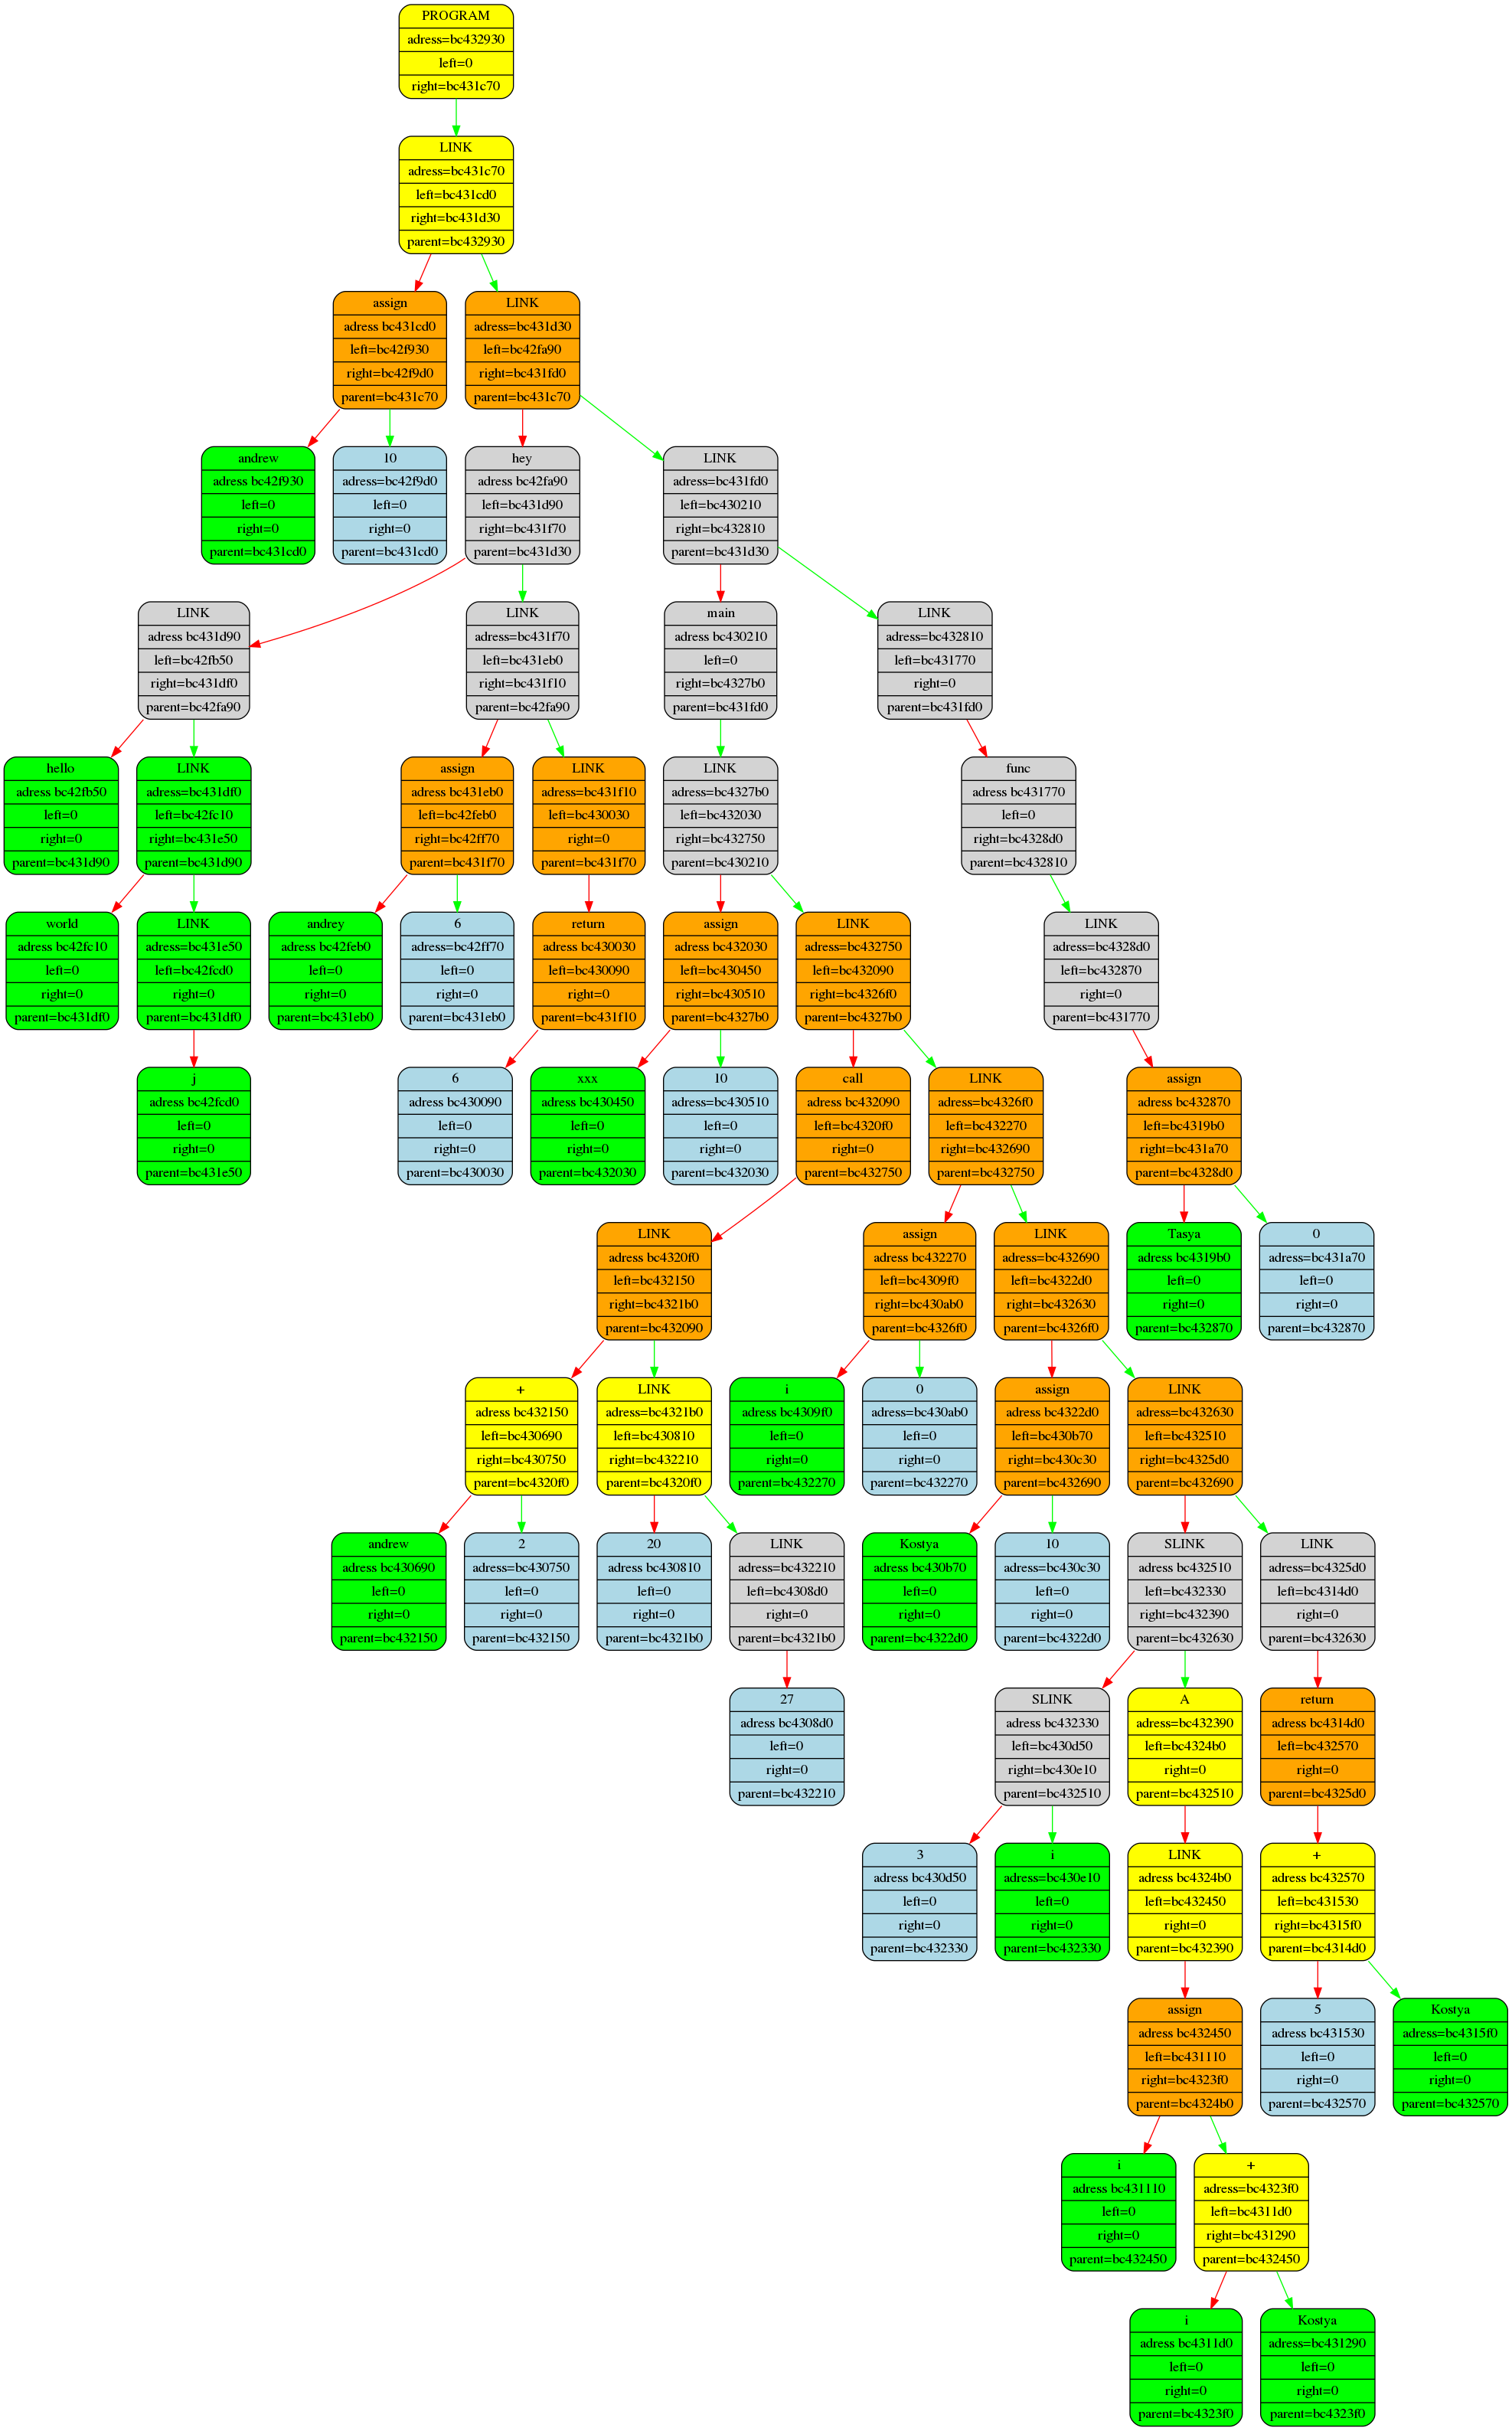 PROGRAM
adress=bc432930
left=0
right=bc431c70
LINK
adress=bc431c70
left=bc431cd0
right=bc431d30
parent=bc432930
assign
adress bc431cd0
left=bc42f930
right=bc42f9d0
parent=bc431c70
LINK
adress=bc431d30
left=bc42fa90
right=bc431fd0
parent=bc431c70
andrew
adress bc42f930
left=0
right=0
parent=bc431cd0
10
adress=bc42f9d0
left=0
right=0
parent=bc431cd0
hey
adress bc42fa90
left=bc431d90
right=bc431f70
parent=bc431d30
LINK
adress=bc431fd0
left=bc430210
right=bc432810
parent=bc431d30
LINK
adress bc431d90
left=bc42fb50
right=bc431df0
parent=bc42fa90
LINK
adress=bc431f70
left=bc431eb0
right=bc431f10
parent=bc42fa90
main
adress bc430210
left=0
right=bc4327b0
parent=bc431fd0
LINK
adress=bc432810
left=bc431770
right=0
parent=bc431fd0
hello
adress bc42fb50
left=0
right=0
parent=bc431d90
LINK
adress=bc431df0
left=bc42fc10
right=bc431e50
parent=bc431d90
assign
adress bc431eb0
left=bc42feb0
right=bc42ff70
parent=bc431f70
LINK
adress=bc431f10
left=bc430030
right=0
parent=bc431f70
LINK
adress=bc4327b0
left=bc432030
right=bc432750
parent=bc430210
func
adress bc431770
left=0
right=bc4328d0
parent=bc432810
world
adress bc42fc10
left=0
right=0
parent=bc431df0
LINK
adress=bc431e50
left=bc42fcd0
right=0
parent=bc431df0
andrey
adress bc42feb0
left=0
right=0
parent=bc431eb0
6
adress=bc42ff70
left=0
right=0
parent=bc431eb0
return
adress bc430030
left=bc430090
right=0
parent=bc431f10
assign
adress bc432030
left=bc430450
right=bc430510
parent=bc4327b0
LINK
adress=bc432750
left=bc432090
right=bc4326f0
parent=bc4327b0
LINK
adress=bc4328d0
left=bc432870
right=0
parent=bc431770
j
adress bc42fcd0
left=0
right=0
parent=bc431e50
6
adress bc430090
left=0
right=0
parent=bc430030
xxx
adress bc430450
left=0
right=0
parent=bc432030
10
adress=bc430510
left=0
right=0
parent=bc432030
call
adress bc432090
left=bc4320f0
right=0
parent=bc432750
LINK
adress=bc4326f0
left=bc432270
right=bc432690
parent=bc432750
assign
adress bc432870
left=bc4319b0
right=bc431a70
parent=bc4328d0
LINK
adress bc4320f0
left=bc432150
right=bc4321b0
parent=bc432090
assign
adress bc432270
left=bc4309f0
right=bc430ab0
parent=bc4326f0
LINK
adress=bc432690
left=bc4322d0
right=bc432630
parent=bc4326f0
Tasya
adress bc4319b0
left=0
right=0
parent=bc432870
0
adress=bc431a70
left=0
right=0
parent=bc432870
+
adress bc432150
left=bc430690
right=bc430750
parent=bc4320f0
LINK
adress=bc4321b0
left=bc430810
right=bc432210
parent=bc4320f0
i
adress bc4309f0
left=0
right=0
parent=bc432270
0
adress=bc430ab0
left=0
right=0
parent=bc432270
assign
adress bc4322d0
left=bc430b70
right=bc430c30
parent=bc432690
LINK
adress=bc432630
left=bc432510
right=bc4325d0
parent=bc432690
andrew
adress bc430690
left=0
right=0
parent=bc432150
2
adress=bc430750
left=0
right=0
parent=bc432150
20
adress bc430810
left=0
right=0
parent=bc4321b0
LINK
adress=bc432210
left=bc4308d0
right=0
parent=bc4321b0
Kostya
adress bc430b70
left=0
right=0
parent=bc4322d0
10
adress=bc430c30
left=0
right=0
parent=bc4322d0
SLINK
adress bc432510
left=bc432330
right=bc432390
parent=bc432630
LINK
adress=bc4325d0
left=bc4314d0
right=0
parent=bc432630
27
adress bc4308d0
left=0
right=0
parent=bc432210
SLINK
adress bc432330
left=bc430d50
right=bc430e10
parent=bc432510
A
adress=bc432390
left=bc4324b0
right=0
parent=bc432510
return
adress bc4314d0
left=bc432570
right=0
parent=bc4325d0
3
adress bc430d50
left=0
right=0
parent=bc432330
i
adress=bc430e10
left=0
right=0
parent=bc432330
LINK
adress bc4324b0
left=bc432450
right=0
parent=bc432390
+
adress bc432570
left=bc431530
right=bc4315f0
parent=bc4314d0
assign
adress bc432450
left=bc431110
right=bc4323f0
parent=bc4324b0
5
adress bc431530
left=0
right=0
parent=bc432570
Kostya
adress=bc4315f0
left=0
right=0
parent=bc432570
i
adress bc431110
left=0
right=0
parent=bc432450
+
adress=bc4323f0
left=bc4311d0
right=bc431290
parent=bc432450
i
adress bc4311d0
left=0
right=0
parent=bc4323f0
Kostya
adress=bc431290
left=0
right=0
parent=bc4323f0